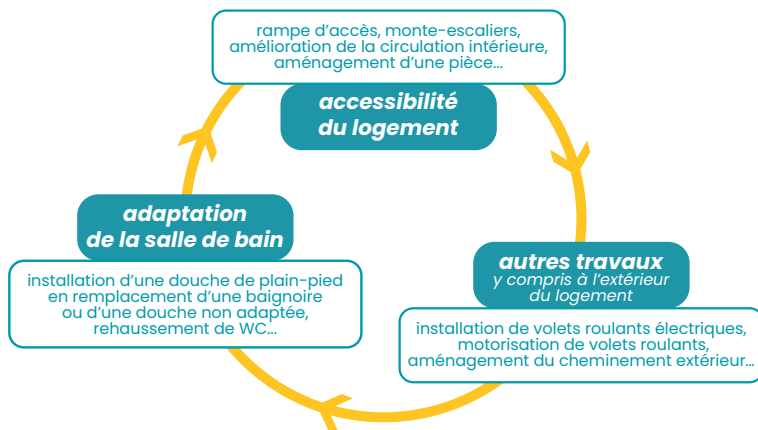 rampe d'accès, monte-escaliers,
amélioration de la circulation intérieure,
aménagement d'une pièce...
accessibilité
du logement
adaptation
de la salle de bain
installation d'une douche de plain-pied
en remplacement d'une baignoire
ou d'une douche non adaptée,
rehaussement de WC...
autres travaux
y compris à l'extérieur
du logement
installation de volets roulants électriques,
motorisation de volets roulants,
aménagement du cheminement extérieur...